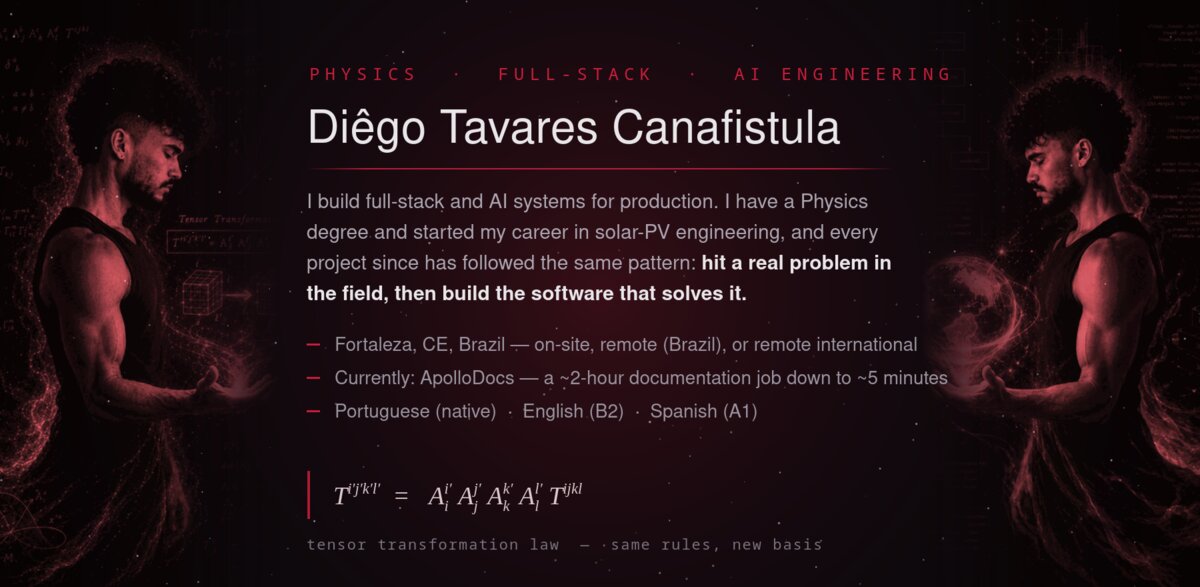 PHYSICS · FULL-STACK · AI ENGINEERING
Diêgo Tavares Canafistula
I build full-stack and AI systems for production. I have a Physics
degree and started my career in solar-PV engineering, and every
project since has followed the same pattern: hit a real problem in
the field, then build the software that solves it.
— Fortaleza, CE, Brazil — on-site, remote (Brazil), or remote international
— Currently: ApolloDocs — a ~2-hour documentation job down to ~5 minutes
— Portuguese (native) · English (B2) · Spanish (A1)
Tensor Transformat
T^{i'j'k'l'} = A^{i'}_i A^{j'}_j A^{k'}_k A^{l'}_l T^{ijkl}
tensor transformation law — same rules, new basis